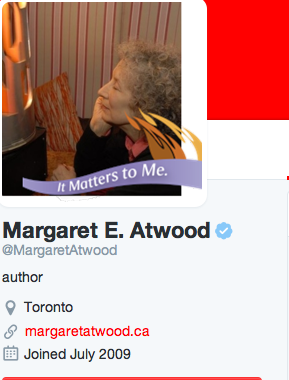 It Matters to Me.
Margaret E. Atwood
@MargaretAtwood
author
Toronto
margaretatwood.ca
Joined July 2009